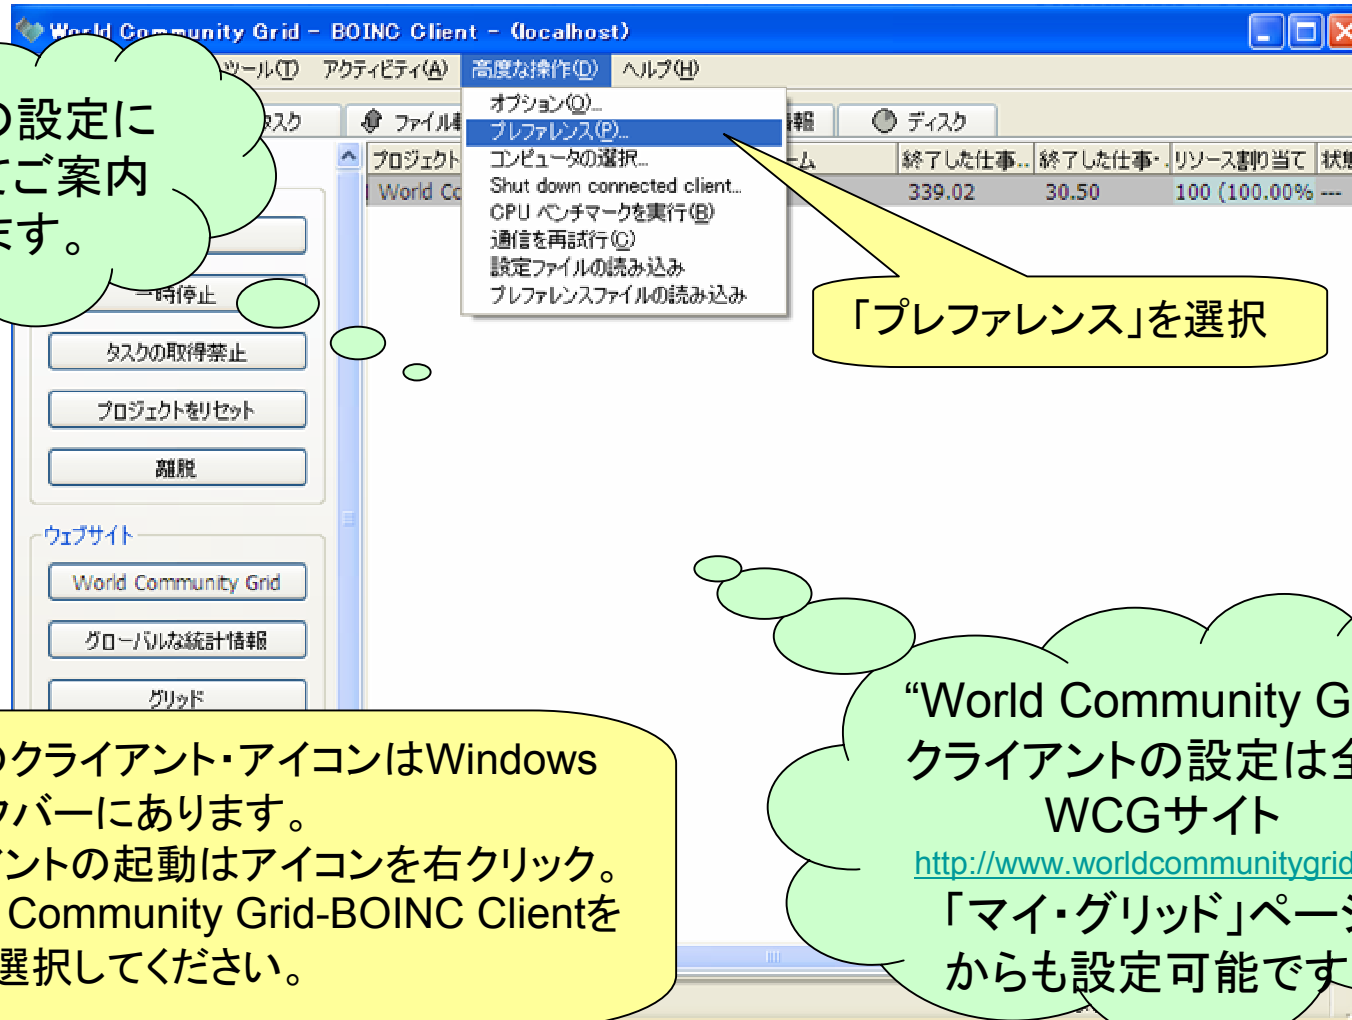 World Community Grid - BOINC Client - (localhost)
ツール(T) アクティビティ(A) 高度な操作(D) ヘルプ(H)
の設定に
てご案内
ます。
タスク
ファイル
報
ディスク
オプション(O)...
プレファレンス(P)...
コンピュータの選択...
Shut down connected client...
CPU ベンチマークを実行(B)
通信を再試行(C)
設定ファイルの読み込み
プレファレンスファイルの読み込み
プロジェクト
ーム 終了した仕事... 終了した仕事・. リソース割り当て 状態
World Co
339.02 30.50 100 (100.00% ---
「プレファレンス」を選択
一時停止
タスクの取得禁止
プロジェクトをリセット
離脱
ウェブサイト
World Community Grid
グローバルな統計情報
グリッド
のクライアント・アイコンはWindows
クバーにあります。
アントの起動はアイコンを右クリック。
Community Grid-BOINC Clientを
選択してください。
“World Community G
クライアントの設定は全
WCGサイト
http://www.worldcommunitygrid
「マイ・グリッド」ページ
からも設定可能です